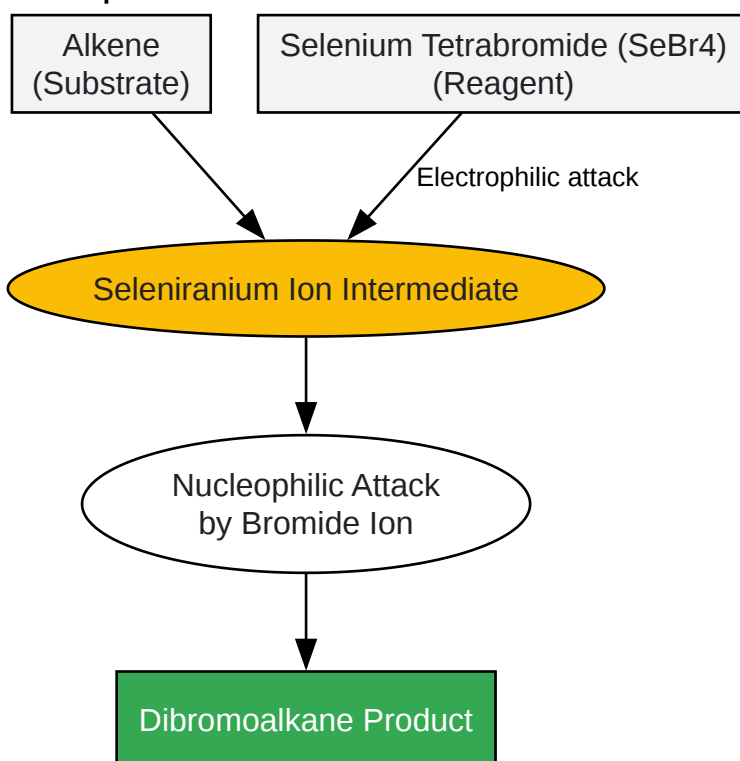 Alkene
(Substrate)
Selenium Tetrabromide (SeBr4)
(Reagent)
Electrophilic attack
Seleniranium Ion Intermediate
Nucleophilic Attack
by Bromide Ion
Dibromoalkane Product